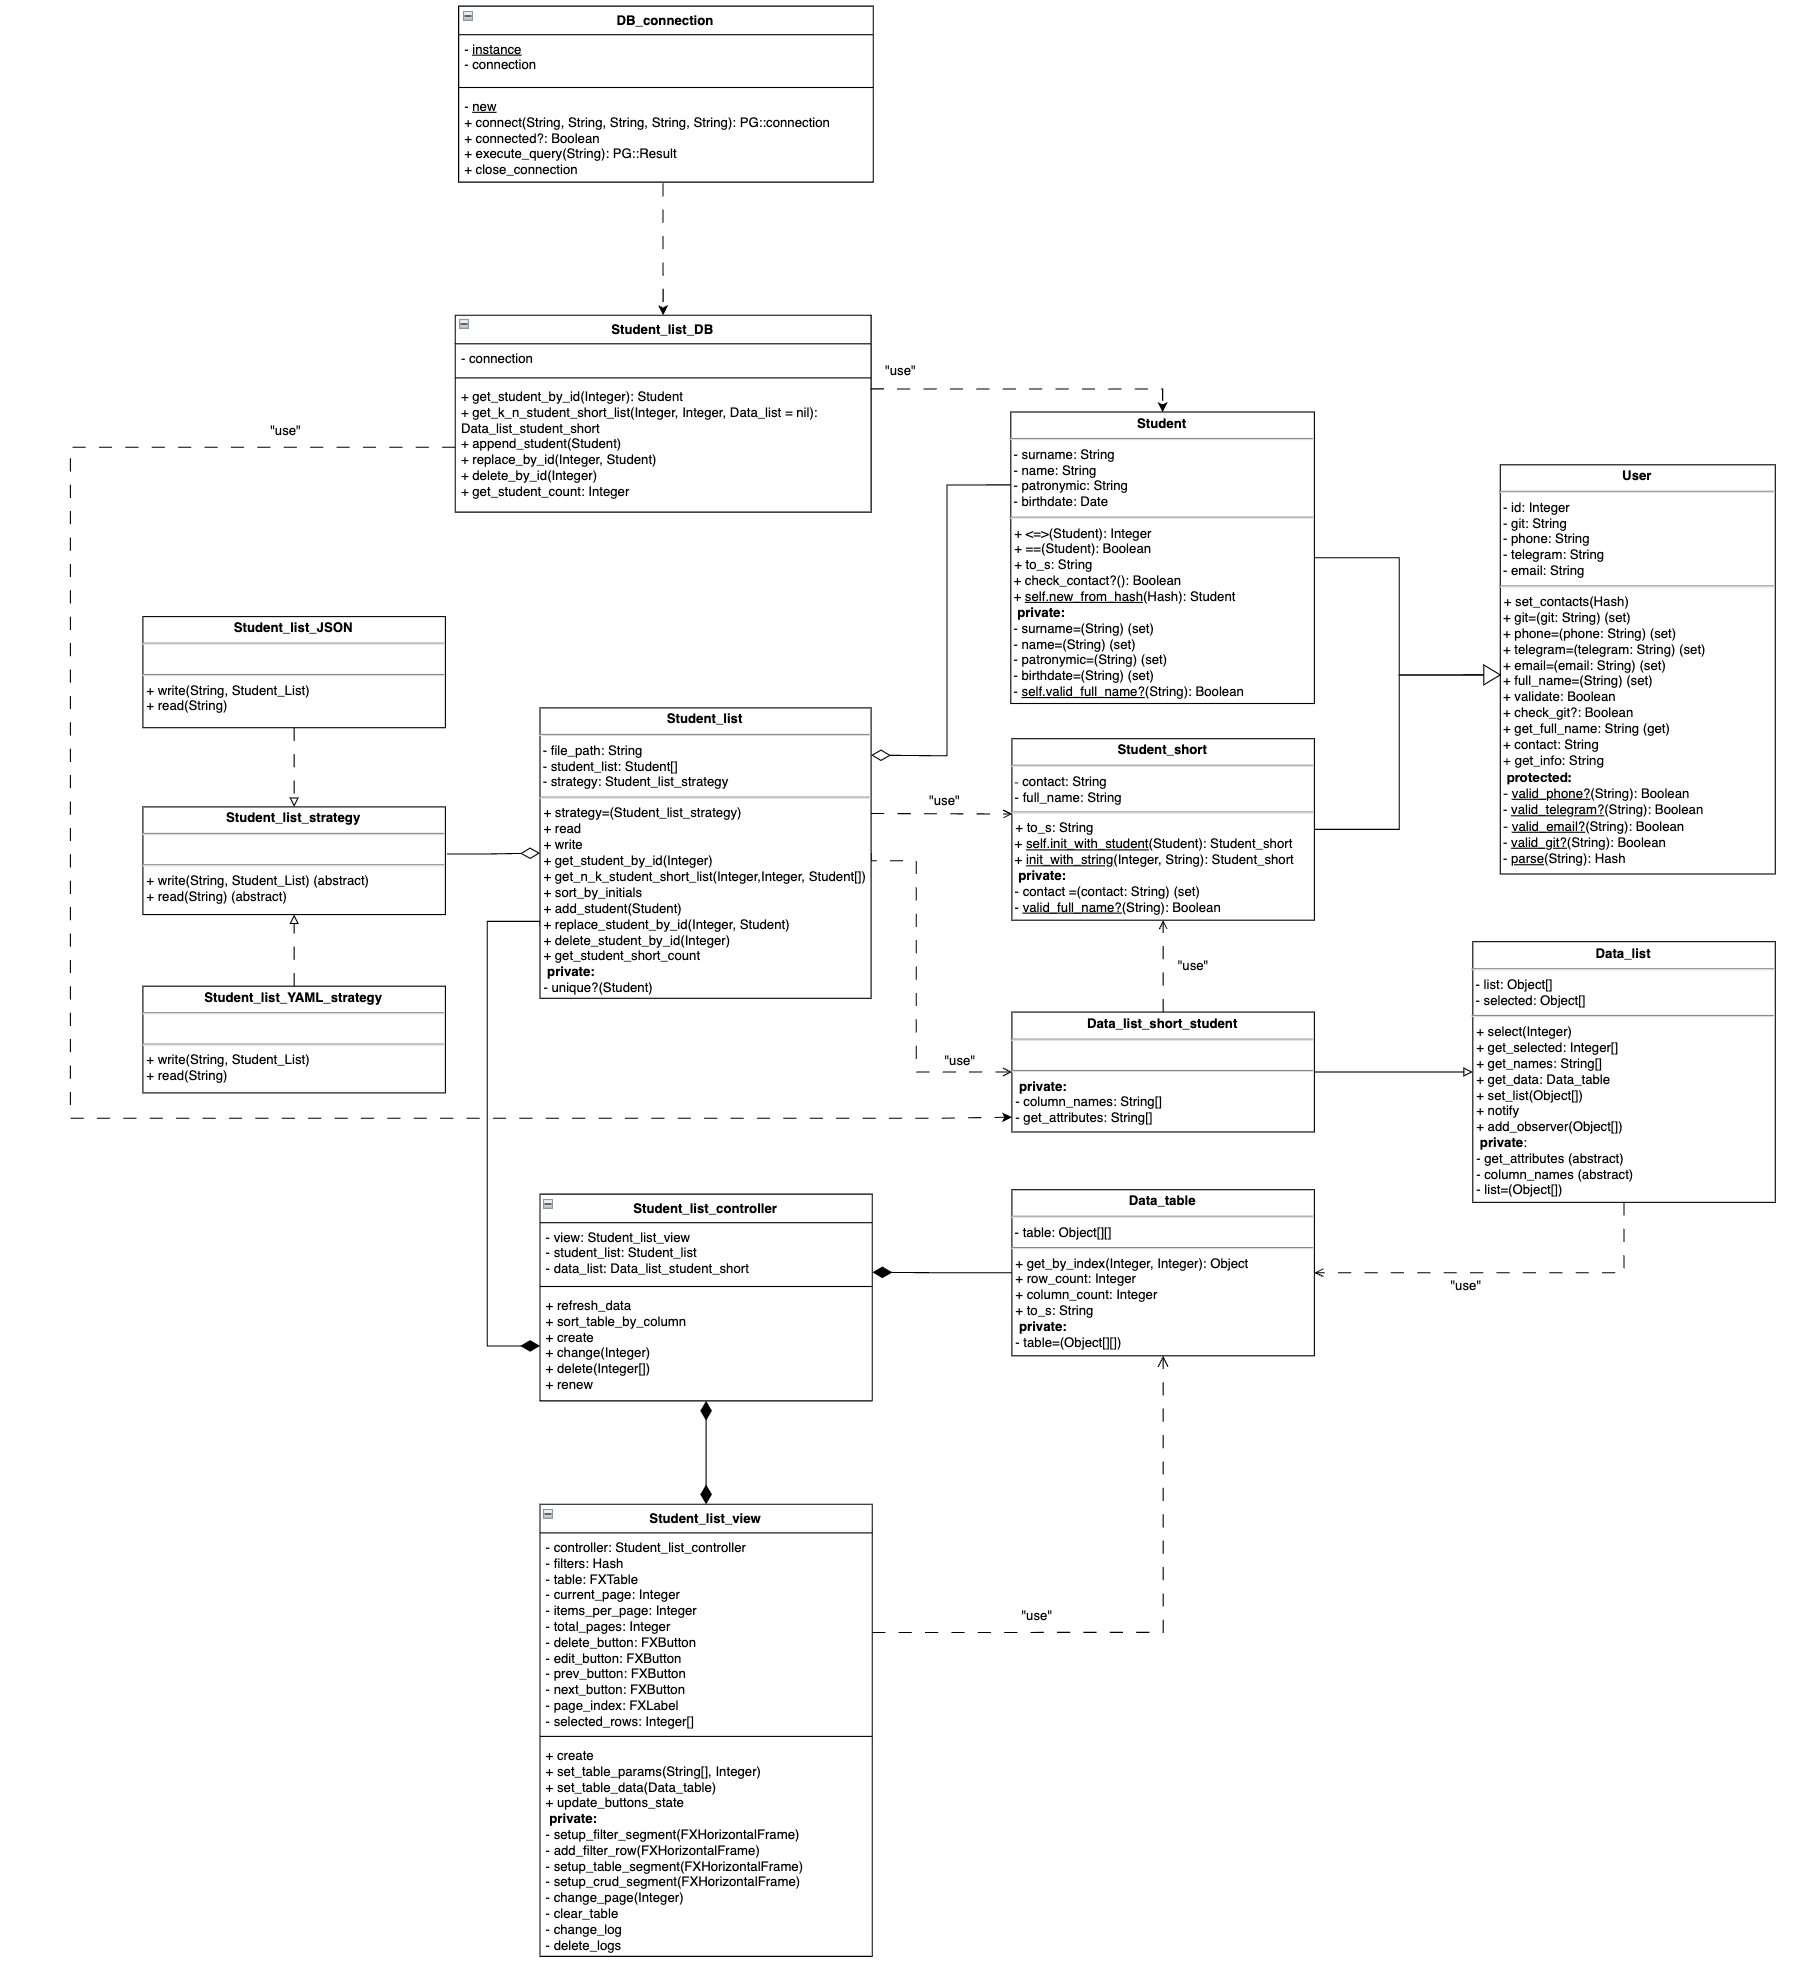 DB_connection
- instance
- connection
- new
+ connect(String, String, String, String, String): PG::connection
+ connected?: Boolean
+ execute_query(String): PG::Result
+ close_connection
Student_list_DB
- connection
+ get_student_by_id(Integer): Student
+ get_k_n_student_short_list(Integer, Integer, Data_list = nil):
Data_list_student_short
+ append_student(Student)
+ replace_by_id(Integer, Student)
+ delete_by_id(Integer)
+ get_student_count: Integer
"use"
"use"
Student
- surname: String
- name: String
- patronymic: String
- birthdate: Date
+ <=>(Student): Integer
+ ==(Student): Boolean
+ to_s: String
+ check_contact?(): Boolean
+ self.new_from_hash(Hash): Student
private:
- surname=(String) (set)
- name=(String) (set)
- patronymic=(String) (set)
- birthdate=(String) (set)
- self.valid_full_name?(String): Boolean
User
- id: Integer
- git: String
- phone: String
- telegram: String
- email: String
+ set_contacts(Hash)
+ git=(git: String) (set)
+ phone=(phone: String) (set)
+ telegram=(telegram: String) (set)
+ email=(email: String) (set)
+ full_name=(String) (set)
+ validate: Boolean
+ check_git?: Boolean
+ get_full_name: String (get)
+ contact: String
+ get_info: String
protected:
- valid_phone?(String): Boolean
- valid_telegram?(String): Boolean
- valid_email?(String): Boolean
- valid_git?(String): Boolean
- parse(String): Hash
Student_list_JSON
+ write(String, Student_List)
+ read(String)
Student_list_strategy
+ write(String, Student_List) (abstract)
+ read(String) (abstract)
Student_list_YAML_strategy
+ write(String, Student_List)
+ read(String)
Student_list
- file_path: String
- student_list: Student[]
- strategy: Student_list_strategy
+ strategy=(Student_list_strategy)
+ read
+ write
+ get_student_by_id(Integer)
+ get_n_k_student_short_list(Integer,Integer, Student[])
+ sort_by_initials
+ add_student(Student)
+ replace_student_by_id(Integer, Student)
+ delete_student_by_id(Integer)
+ get_student_short_count
private:
- unique?(Student)
"use"
"use"
Student_short
- contact: String
- full_name: String
+ to_s: String
+ self.init_with_student(Student): Student_short
+ init_with_string(Integer, String): Student_short
private:
- contact =(contact: String) (set)
- valid_full_name?(String): Boolean
"use"
Data_list_short_student
private:
- column_names: String[]
- get_attributes: String[]
Data_list
- list: Object[]
- selected: Object[]
+ select(Integer)
+ get_selected: Integer[]
+ get_names: String[]
+ get_data: Data_table
+ set_list(Object[])
+ notify
+ add_observer(Object[])
private:
- get_attributes (abstract)
- column_names (abstract)
- list=(Object[])
"use"
Student_list_controller
- view: Student_list_view
- student_list: Student_list
- data_list: Data_list_student_short
+ refresh_data
+ sort_table_by_column
+ create
+ change(Integer)
+ delete(Integer[])
+ renew
Data_table
- table: Object[][]
+ get_by_index(Integer, Integer): Object
+ row_count: Integer
+ column_count: Integer
+ to_s: String
private:
- table=(Object[][])
Student_list_view
- controller: Student_list_controller
- filters: Hash
- table: FXTable
- current_page: Integer
- items_per_page: Integer
- total_pages: Integer
- delete_button: FXButton
- edit_button: FXButton
- prev_button: FXButton
- next_button: FXButton
- page_index: FXLabel
- selected_rows: Integer[]
+ create
+ set_table_params(String[], Integer)
+ set_table_data(Data_table)
+ update_buttons_state
private:
- setup_filter_segment(FXHorizontalFrame)
- add_filter_row(FXHorizontalFrame)
- setup_table_segment(FXHorizontalFrame)
- setup_crud_segment(FXHorizontalFrame)
- change_page(Integer)
- clear_table
- change_log
- delete_logs
"use"